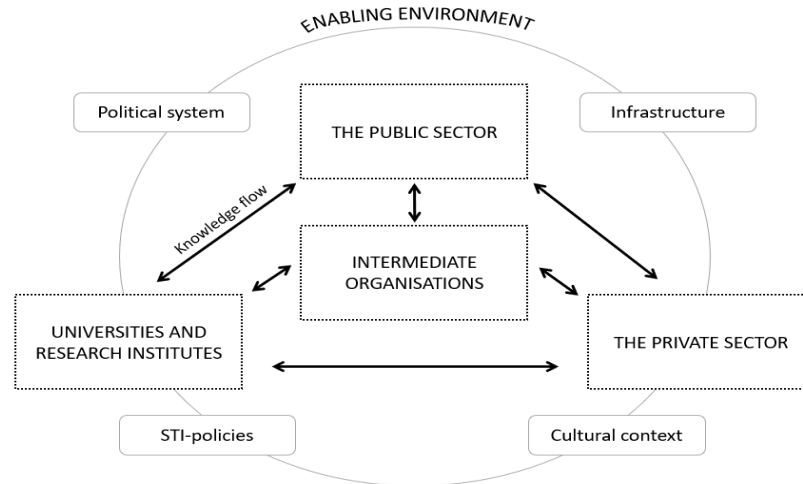 ENABLING ENVIRONMENT
Political system
Infrastructure
THE PUBLIC SECTOR
Knowledge flow
INTERMEDIATE
ORGANISATIONS
UNIVERSITIES AND
RESEARCH INSTITUTES
THE PRIVATE SECTOR
STI-policies
Cultural context